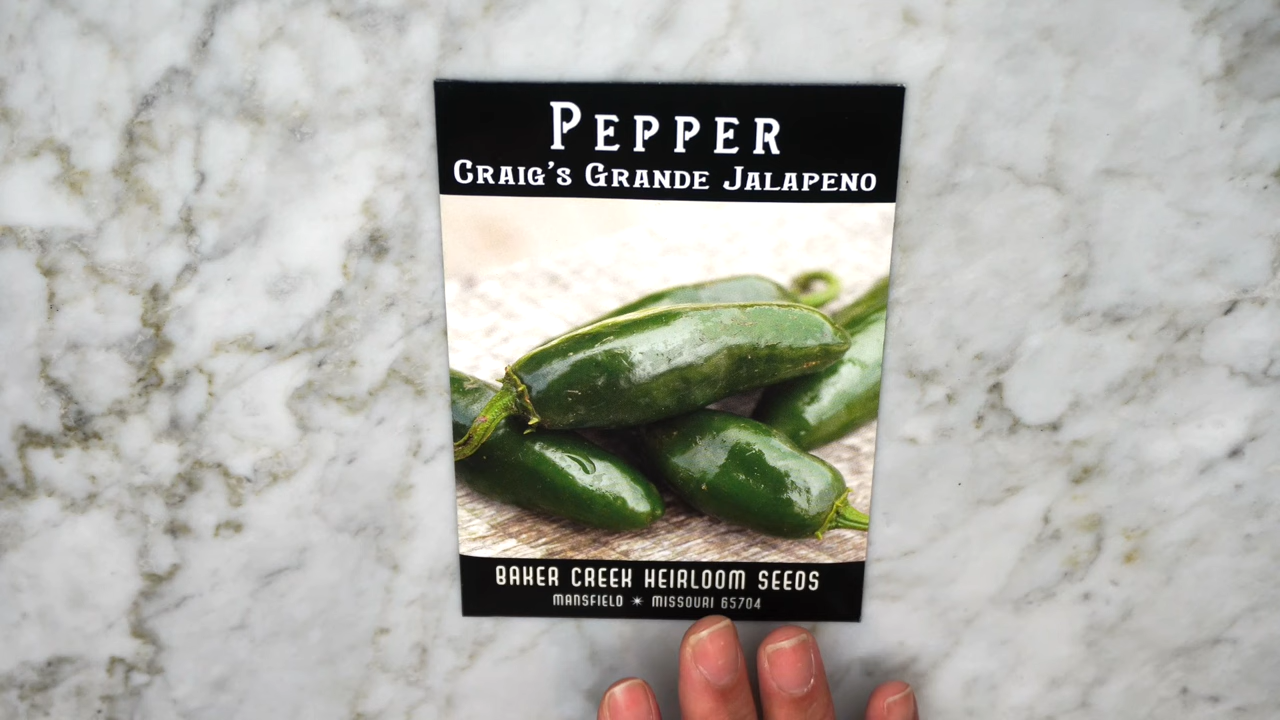 PEPPER
CRAIG'S GRANDE JALAPENO
BAKER CREEK HEIRLOOM SEEDS
MANSFIELD ✴ MISSOURI 65704